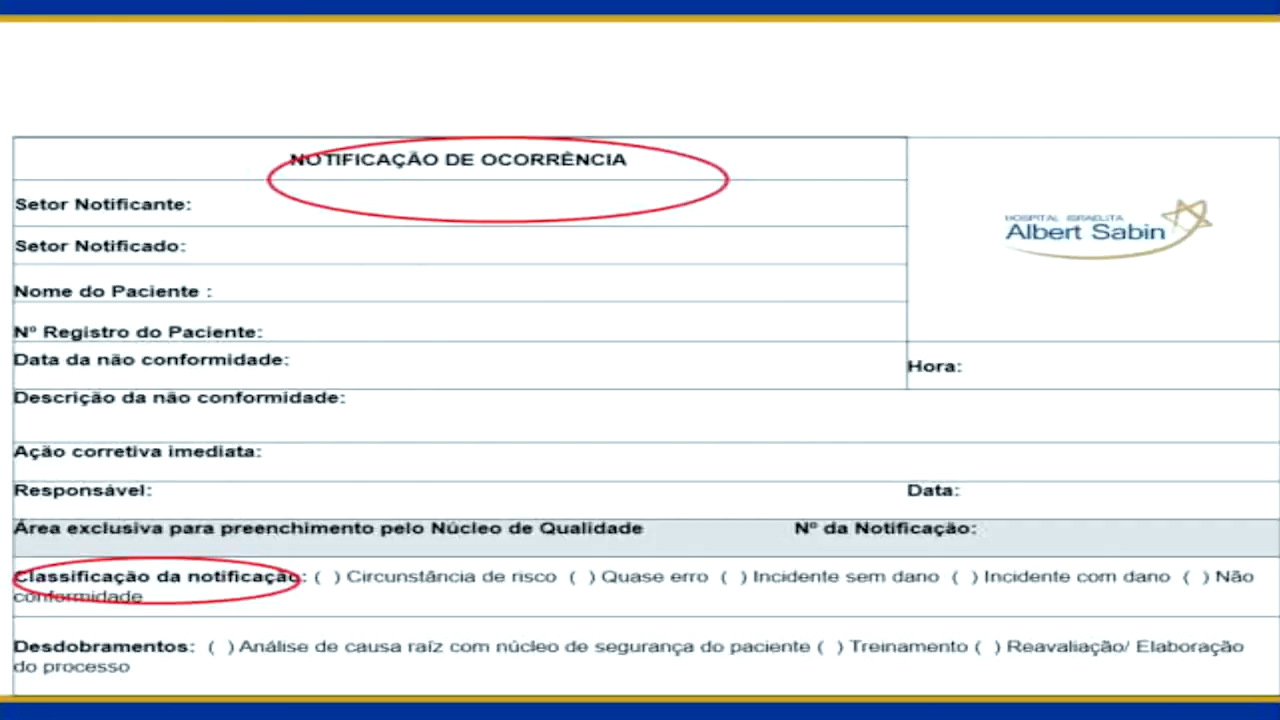 NOTIFICAÇÃO DE OCORRÊNCIA
Setor Notificante:
HOSPITAL ISRAELITA
Albert Sabin
Setor Notificado:
Nome do Paciente :
Nº Registro do Paciente:
Data da não conformidade:
Hora:
Descrição da não conformidade:
Ação corretiva imediata:
Responsável: Data:
Área exclusiva para preenchimento pelo Núcleo de Qualidade Nº da Notificação:
Classificação da notificação: ( ) Circunstância de risco ( ) Quase erro ( ) Incidente sem dano ( ) Incidente com dano ( ) Não
conformidade
Desdobramentos: ( ) Análise de causa raíz com núcleo de segurança do paciente ( ) Treinamento ( ) Reavaliação/ Elaboração
do processo